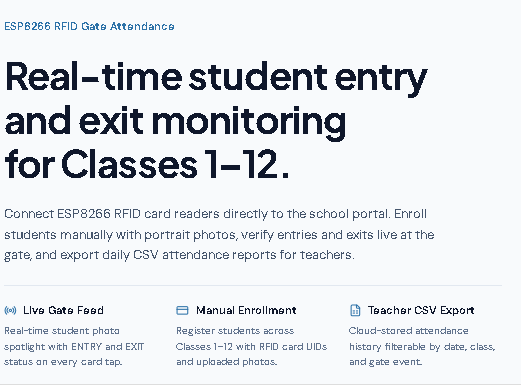 ESP8266 RFID Gate Attendance
Real-time student entry
and exit monitoring
for Classes 1–12.
Connect ESP8266 RFID card readers directly to the school portal. Enroll
students manually with portrait photos, verify entries and exits live at the
gate, and export daily CSV attendance reports for teachers.
Live Gate Feed
Real-time student photo
spotlight with ENTRY and EXIT
status on every card tap.
Manual Enrollment
Register students across
Classes 1–12 with RFID card UIDs
and uploaded photos.
Teacher CSV Export
Cloud-stored attendance
history filterable by date, class,
and gate event.